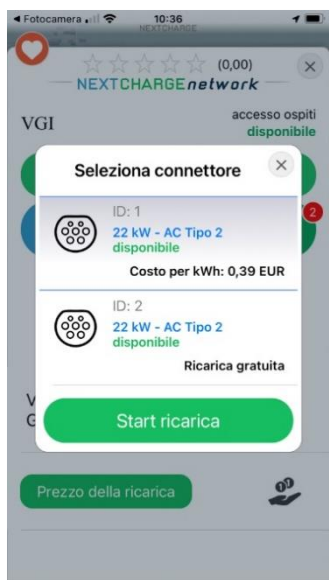 Fotocamera
10:36
NEXTCHARGE
(0,00)
NEXTCHARGEnetwork
VGI
accesso ospiti
disponibile
Seleziona connettore
2
ID: 1
22 kW - AC Tipo 2
disponibile
Costo per kWh: 0,39 EUR
ID: 2
22 kW - AC Tipo 2
disponibile
Ricarica gratuita
V
G
Start ricarica
Prezzo della ricarica